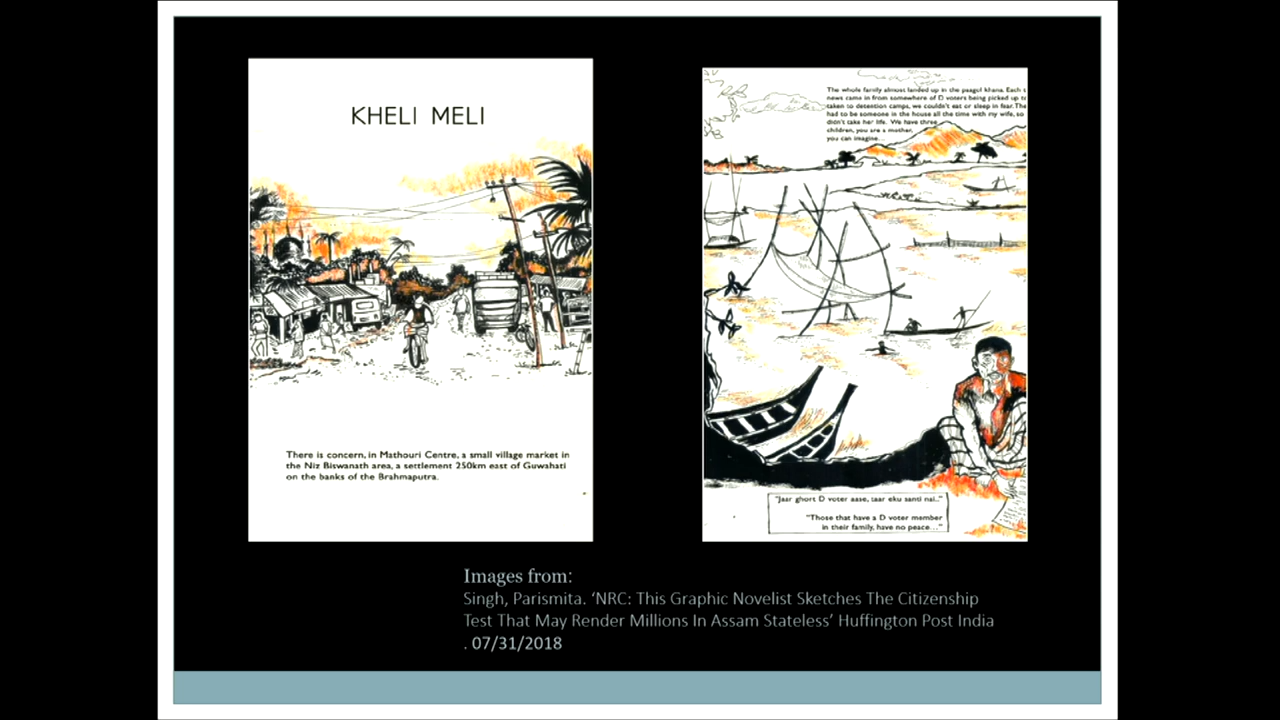 KHELI MELI
There is concern, in Mathouri Centre, a small village market in
the Niz Biswanath area, a settlement 250km east of Guwahati
on the banks of the Brahmaputra.
The whole family almost landed up in the paagol khana. Each t
news came in from somewhere of D voters being picked up
taken to detention camps, we couldn't eat or sleep in fear. The
had to be someone in the house all the time with my wife, so
didn't take her life. We have three
children, you are a mother,
you can imagine...
"Jaar ghort D voter aase, taar eku santi nai.."
"Those that have a D voter member
in their family, have no peace..."
Images from:
Singh, Parismita. ‘NRC: This Graphic Novelist Sketches The Citizenship
Test That May Render Millions In Assam Stateless’ Huffington Post India
. 07/31/2018